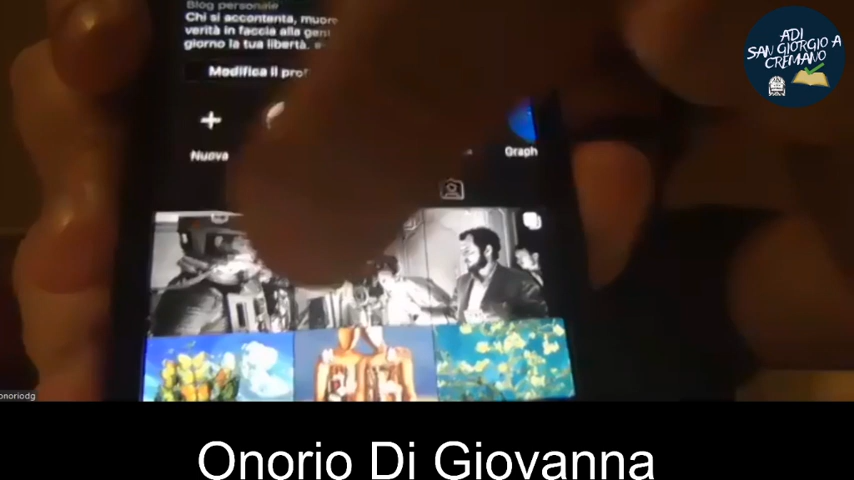 Blog personale
Chi si accontenta, muore
verità in faccia alla gen
giorno la tua libertà.
Modifica il prof
Nuova
Graph
ADI
SAN GIORGIO A
CREMANO
onoriodg
Onorio Di Giovanna